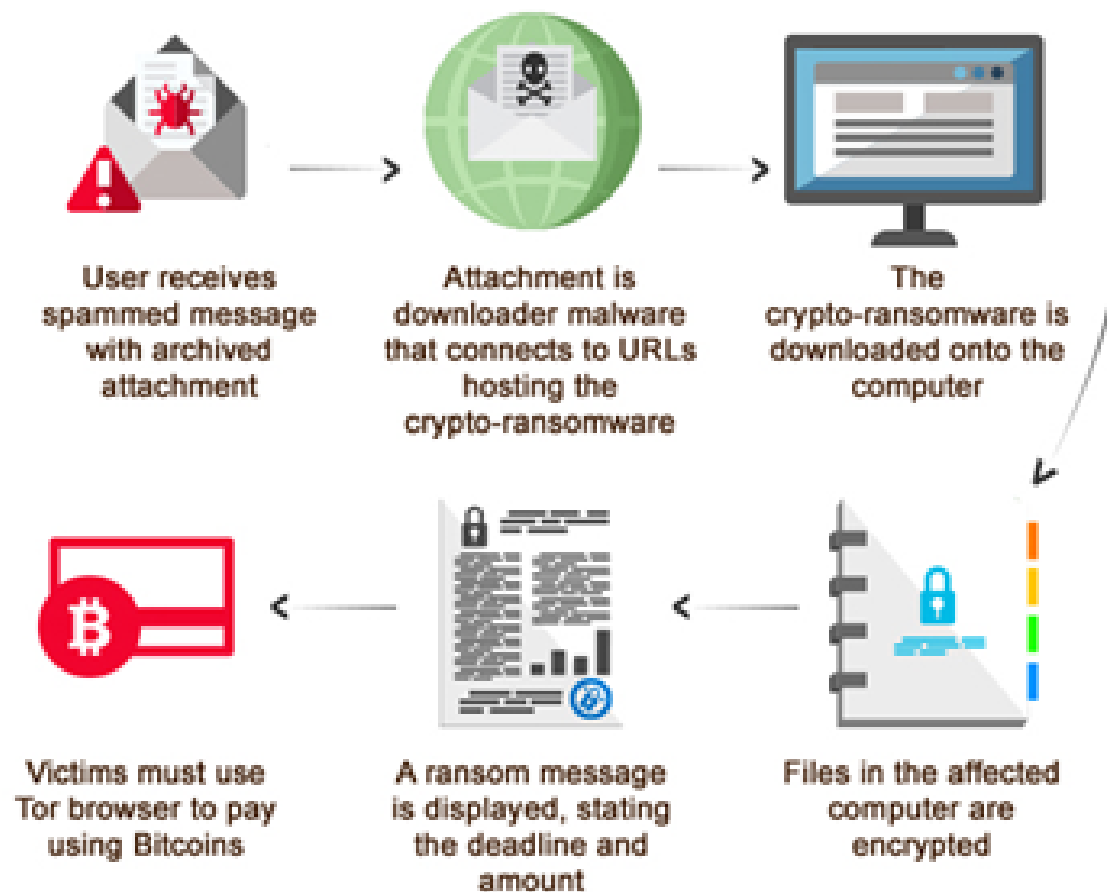 User receives
spammed message
with archived
attachment
Attachment is
downloader malware
that connects to URLs
hosting the
crypto-ransomware
The
crypto-ransomware is
downloaded onto the
computer
Files in the affected
computer are
encrypted
A ransom message
is displayed, stating
the deadline and
amount
Victims must use
Tor browser to pay
using Bitcoins